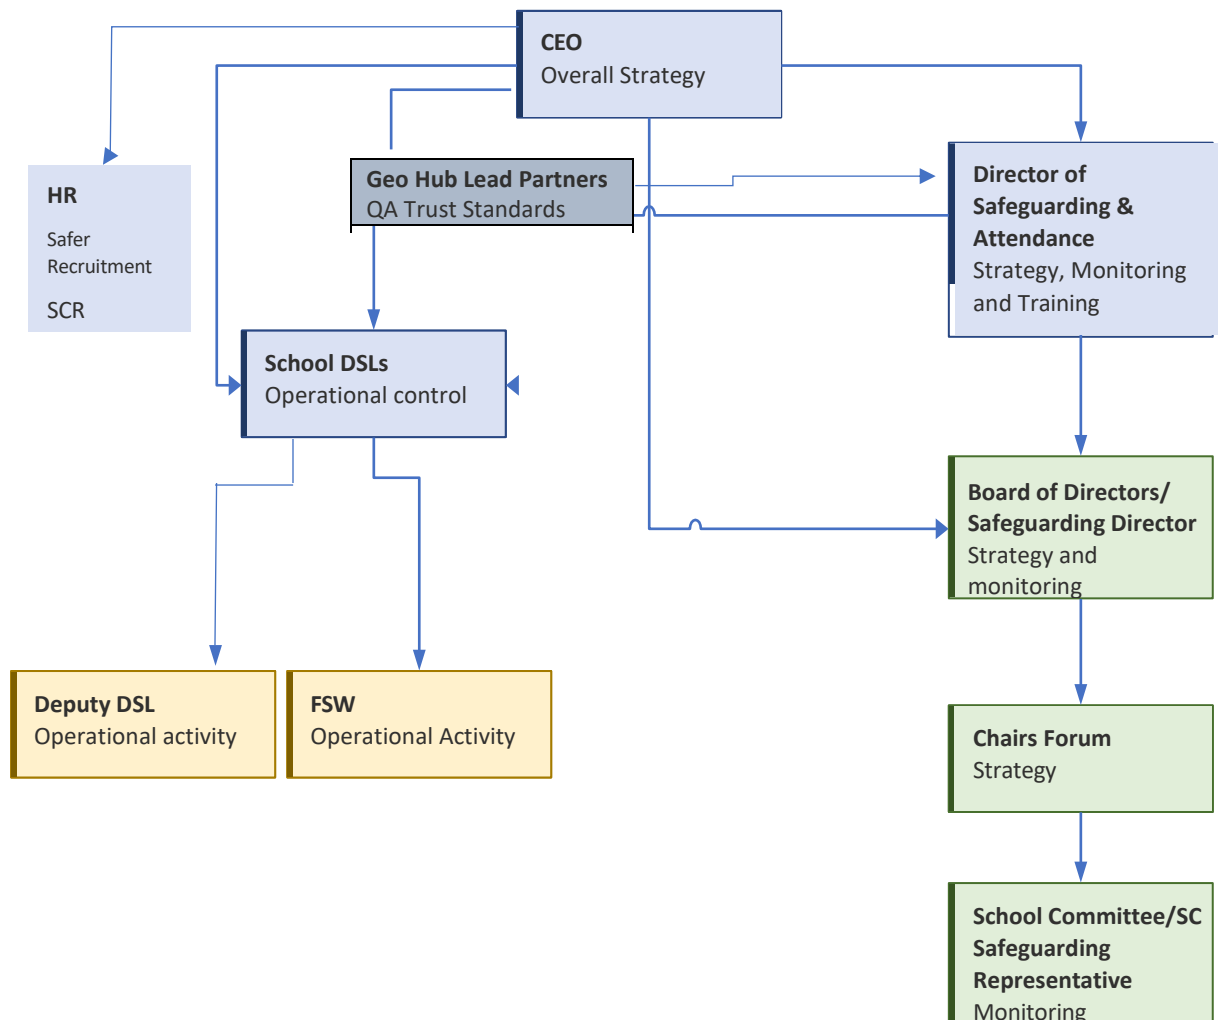 CEO
Overall Strategy
HR
Safer
Recruitment
SCR
Geo Hub Lead Partners
QA Trust Standards
Director of
Safeguarding &
Attendance
Strategy, Monitoring
and Training
School DSLs
Operational control
Board of Directors/
Safeguarding Director
Strategy and
monitoring
Deputy DSL
Operational activity
FSW
Operational Activity
Chairs Forum
Strategy
School Committee/SC
Safeguarding
Representative
Monitoring